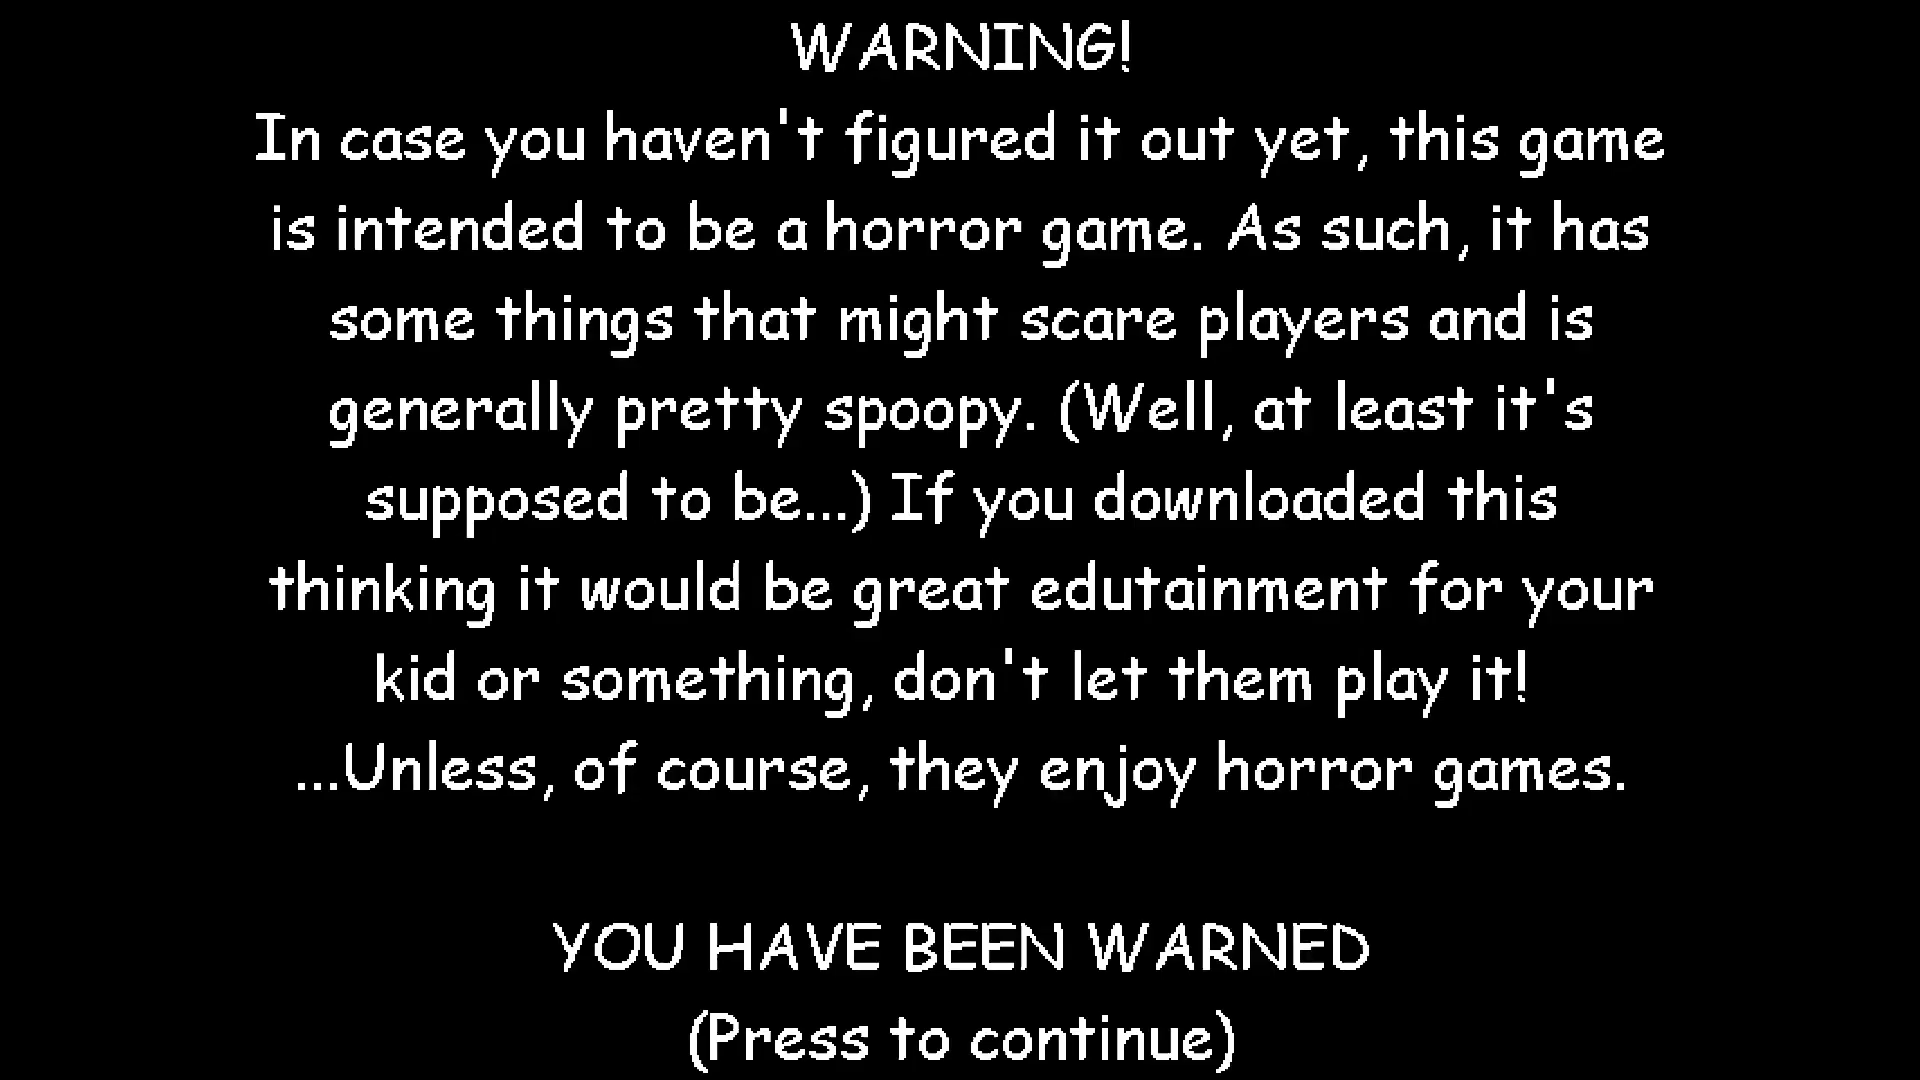 WARNING!
In case you haven't figured it out yet, this game
is intended to be a horror game. As such, it has
some things that might scare players and is
generally pretty spoopy. (Well, at least it's
supposed to be...) If you downloaded this
thinking it would be great edutainment for your
kid or something, don't let them play it!
...Unless, of course, they enjoy horror games.
YOU HAVE BEEN WARNED
(Press to continue)